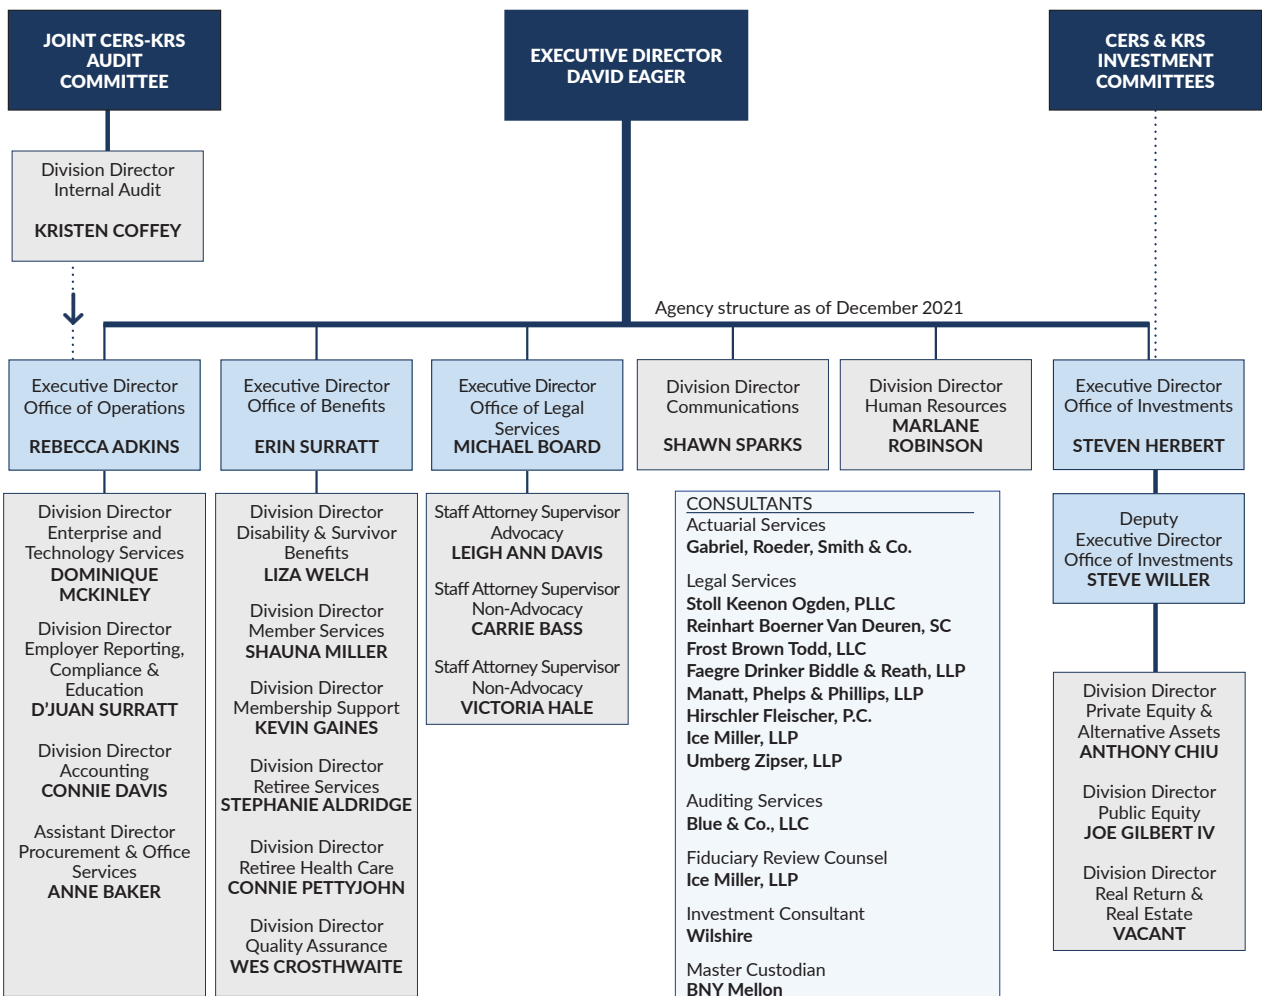 JOINT CERS-KRS
AUDIT
COMMITTEE
EXECUTIVE DIRECTOR
DAVID EAGER
CERS & KRS
INVESTMENT
COMMITTEES
Division Director
Internal Audit
KRISTEN COFFEY
Agency structure as of December 2021
Executive Director
Office of Operations
REBECCA ADKINS
Executive Director
Office of Benefits
ERIN SURRATT
Executive Director
Office of Legal
Services
MICHAEL BOARD
Division Director
Communications
SHAWN SPARKS
Division Director
Human Resources
MARLANE
ROBINSON
Executive Director
Office of Investments
STEVEN HERBERT
Division Director
Enterprise and
Technology Services
DOMINIQUE
MCKINLEY
Division Director
Employer Reporting,
Compliance &
Education
D’JUAN SURRATT
Division Director
Accounting
CONNIE DAVIS
Assistant Director
Procurement & Office
Services
ANNE BAKER
Division Director
Disability & Survivor
Benefits
LIZA WELCH
Division Director
Member Services
SHAUNA MILLER
Division Director
Membership Support
KEVIN GAINES
Division Director
Retiree Services
STEPHANIE ALDRIDGE
Division Director
Retiree Health Care
CONNIE PETTYJOHN
Division Director
Quality Assurance
WES CROSTHWAITE
Staff Attorney Supervisor
Advocacy
LEIGH ANN DAVIS
Staff Attorney Supervisor
Non-Advocacy
CARRIE BASS
Staff Attorney Supervisor
Non-Advocacy
VICTORIA HALE
CONSULTANTS
Actuarial Services
Gabriel, Roeder, Smith & Co.
Legal Services
Stoll Keenon Ogden, PLLC
Reinhart Boerner Van Deuren, SC
Frost Brown Todd, LLC
Faegre Drinker Biddle & Reath, LLP
Manatt, Phelps & Phillips, LLP
Hirschler Fleischer, P.C.
Ice Miller, LLP
Umberg Zipser, LLP
Auditing Services
Blue & Co., LLC
Fiduciary Review Counsel
Ice Miller, LLP
Investment Consultant
Wilshire
Master Custodian
BNY Mellon
Deputy
Executive Director
Office of Investments
STEVE WILLER
Division Director
Private Equity &
Alternative Assets
ANTHONY CHIU
Division Director
Public Equity
JOE GILBERT IV
Division Director
Real Return &
Real Estate
VACANT